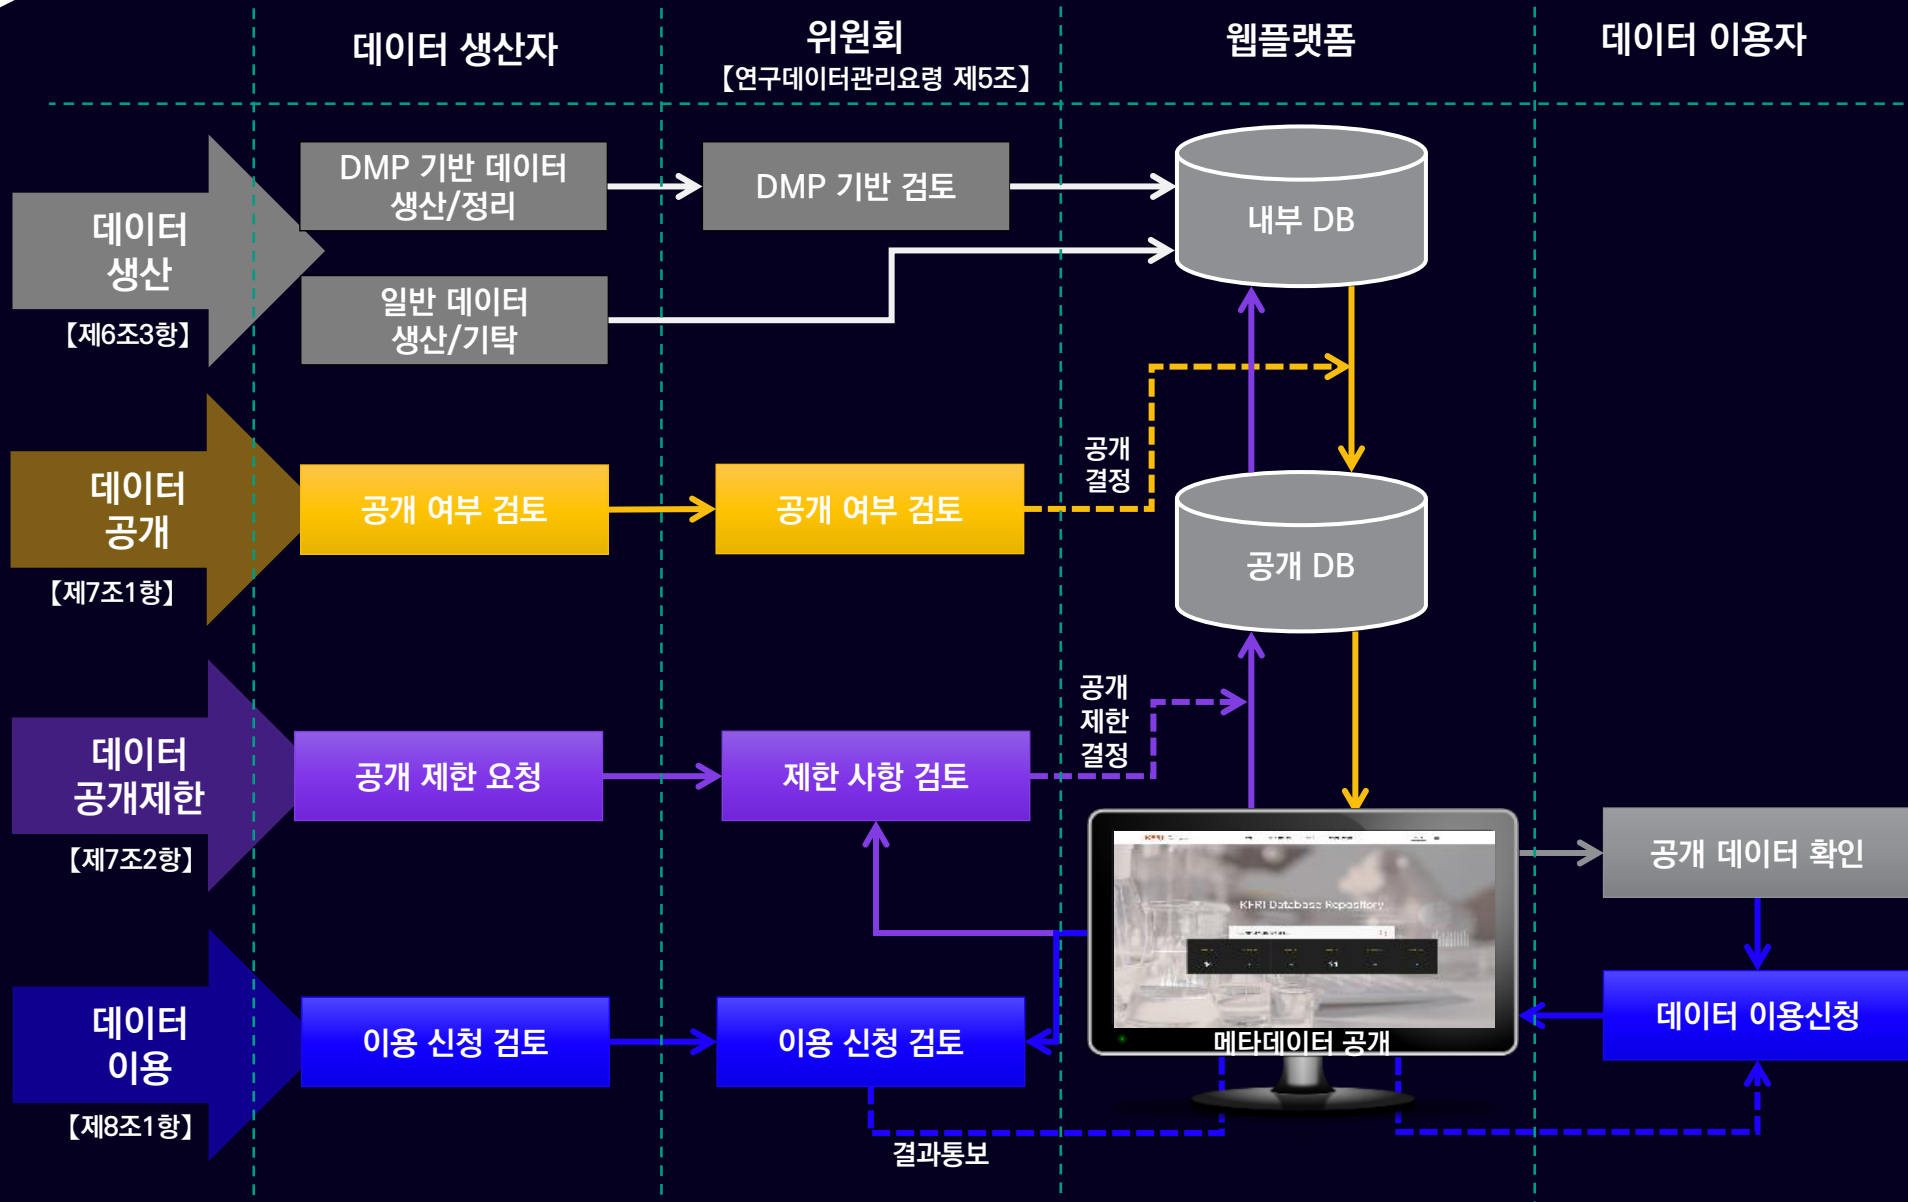 데이터 생산자
위원회
【연구데이터관리요령 제5조】
웹플랫폼
데이터 이용자
데이터
생산
【제6조3항】
DMP 기반 데이터
생산/정리
DMP 기반 검토
내부 DB
일반 데이터
생산/기탁
데이터
공개
【제7조1항】
공개 여부 검토
공개 여부 검토
공개
결정
공개 DB
데이터
공개제한
【제7조2항】
공개 제한 요청
제한 사항 검토
공개
제한
결정
KFRI
KFRI Database Repository
메타데이터 공개
공개 데이터 확인
데이터
이용
【제8조1항】
이용 신청 검토
이용 신청 검토
데이터 이용신청
결과통보